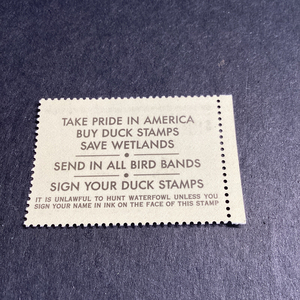 TAKE PRIDE IN AMERICA
BUY DUCK STAMPS
SAVE WETLANDS
SEND IN ALL BIRD BANDS
SIGN YOUR DUCK STAMPS
IT IS UNLAWFUL TO HUNT WATERFOWL UNLESS YOU
SIGN YOUR NAME IN INK ON THE FACE OF THIS STAMP